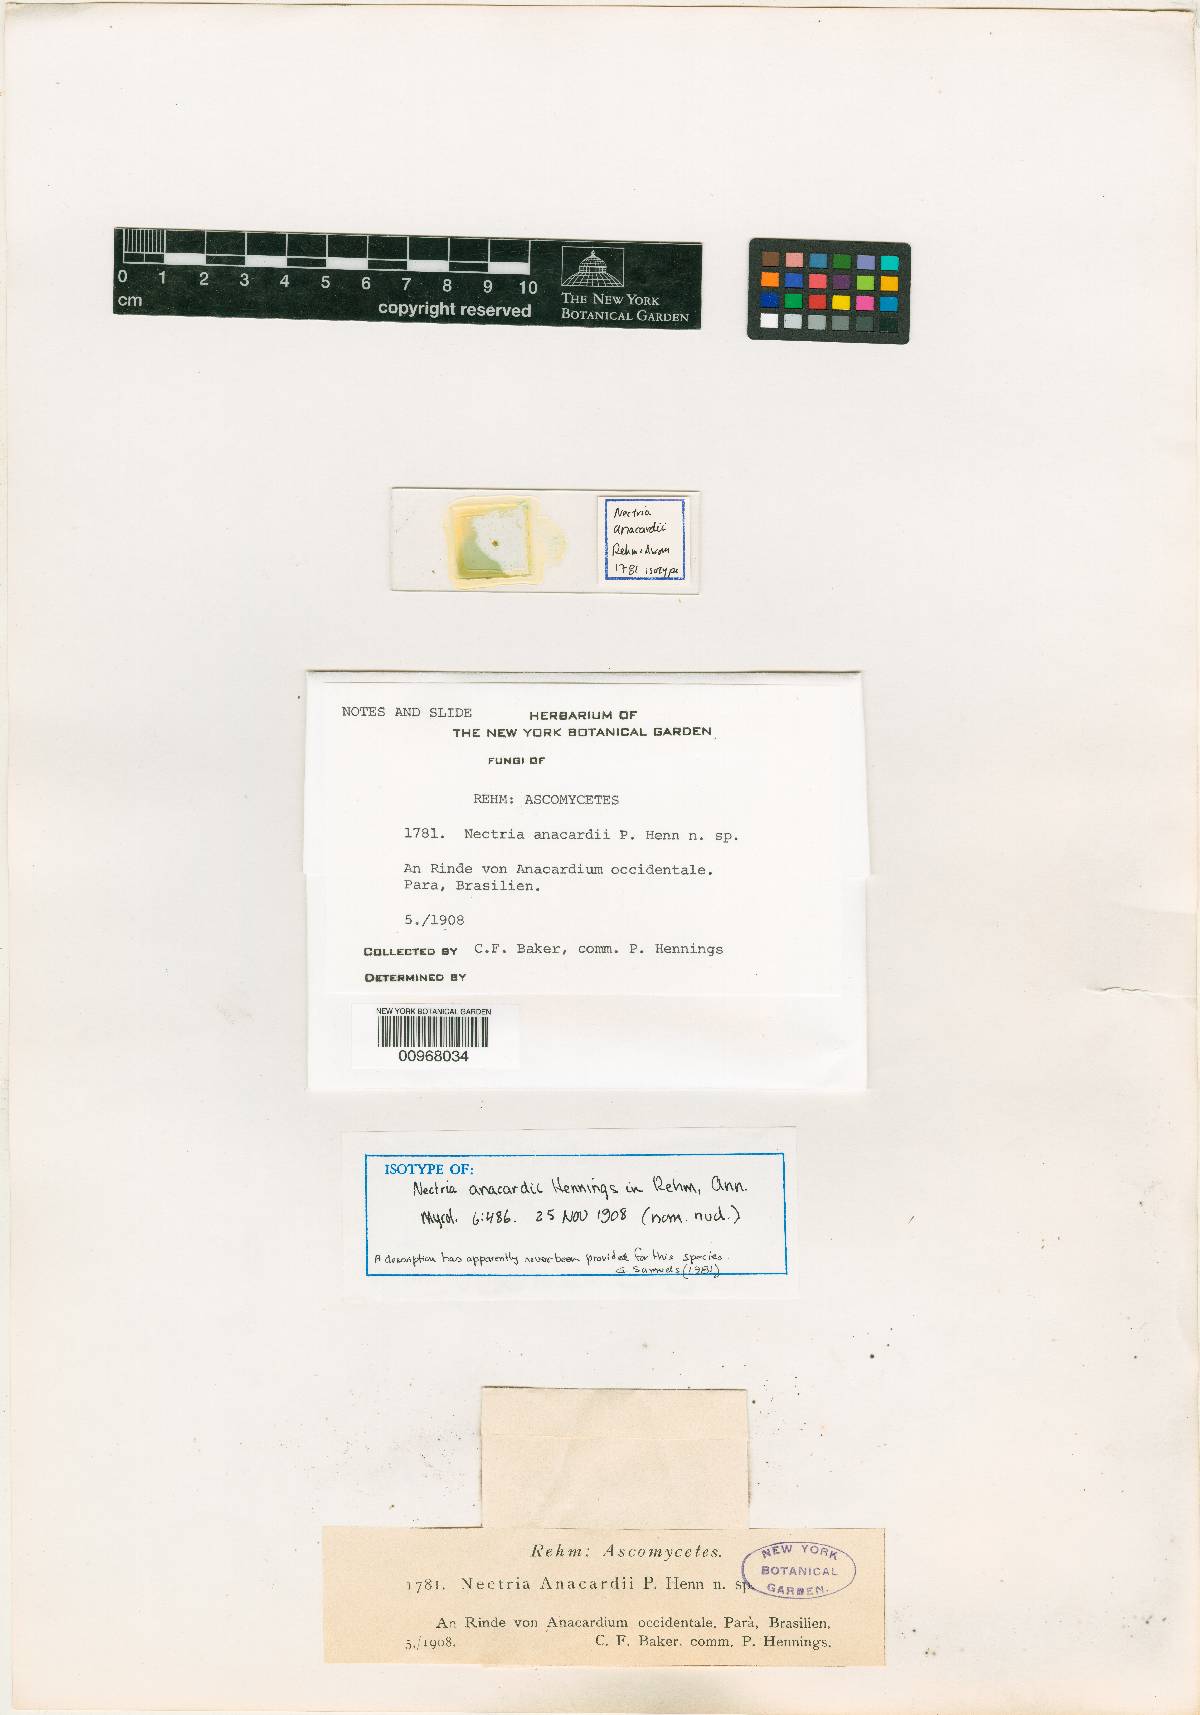 0 1 2 3 4 5 6 7 8 9 10
cm
copyright reserved
THE NEW YORK
BOTANICAL GARDEN
Nectria
anacardii
Rehm:
1781 isotype
NOTES AND SLIDE
HERBARIUM OF
THE NEW YORK BOTANICAL GARDEN
FUNGI OF
REHM: ASCOMYCETES
1781. Nectria anacardii P. Henn n. sp.
An Rinde von Anacardium occidentale.
Para, Brasilien.
5./1908
COLLECTED BY C.F. Baker, comm. P. Hennings
DETERMINED BY
NEW YORK BOTANICAL GARDEN
00968034
ISOTYPE OF:
Nectria anacardii Hennings in Rehm, Ann.
Mycol. 6:486. 25 NOV 1908 (nom. nud.)
A description has apparently never been provided for this species.
G Samuels (1981)
Rehm: Ascomycetes.
1781. Nectria Anacardii P. Henn n. sp.
An Rinde von Anacardium occidentale. Parà, Brasilien.
5./1908. C. F. Baker. comm. P. Hennings.
NEW YORK
BOTANICAL
GARDEN.